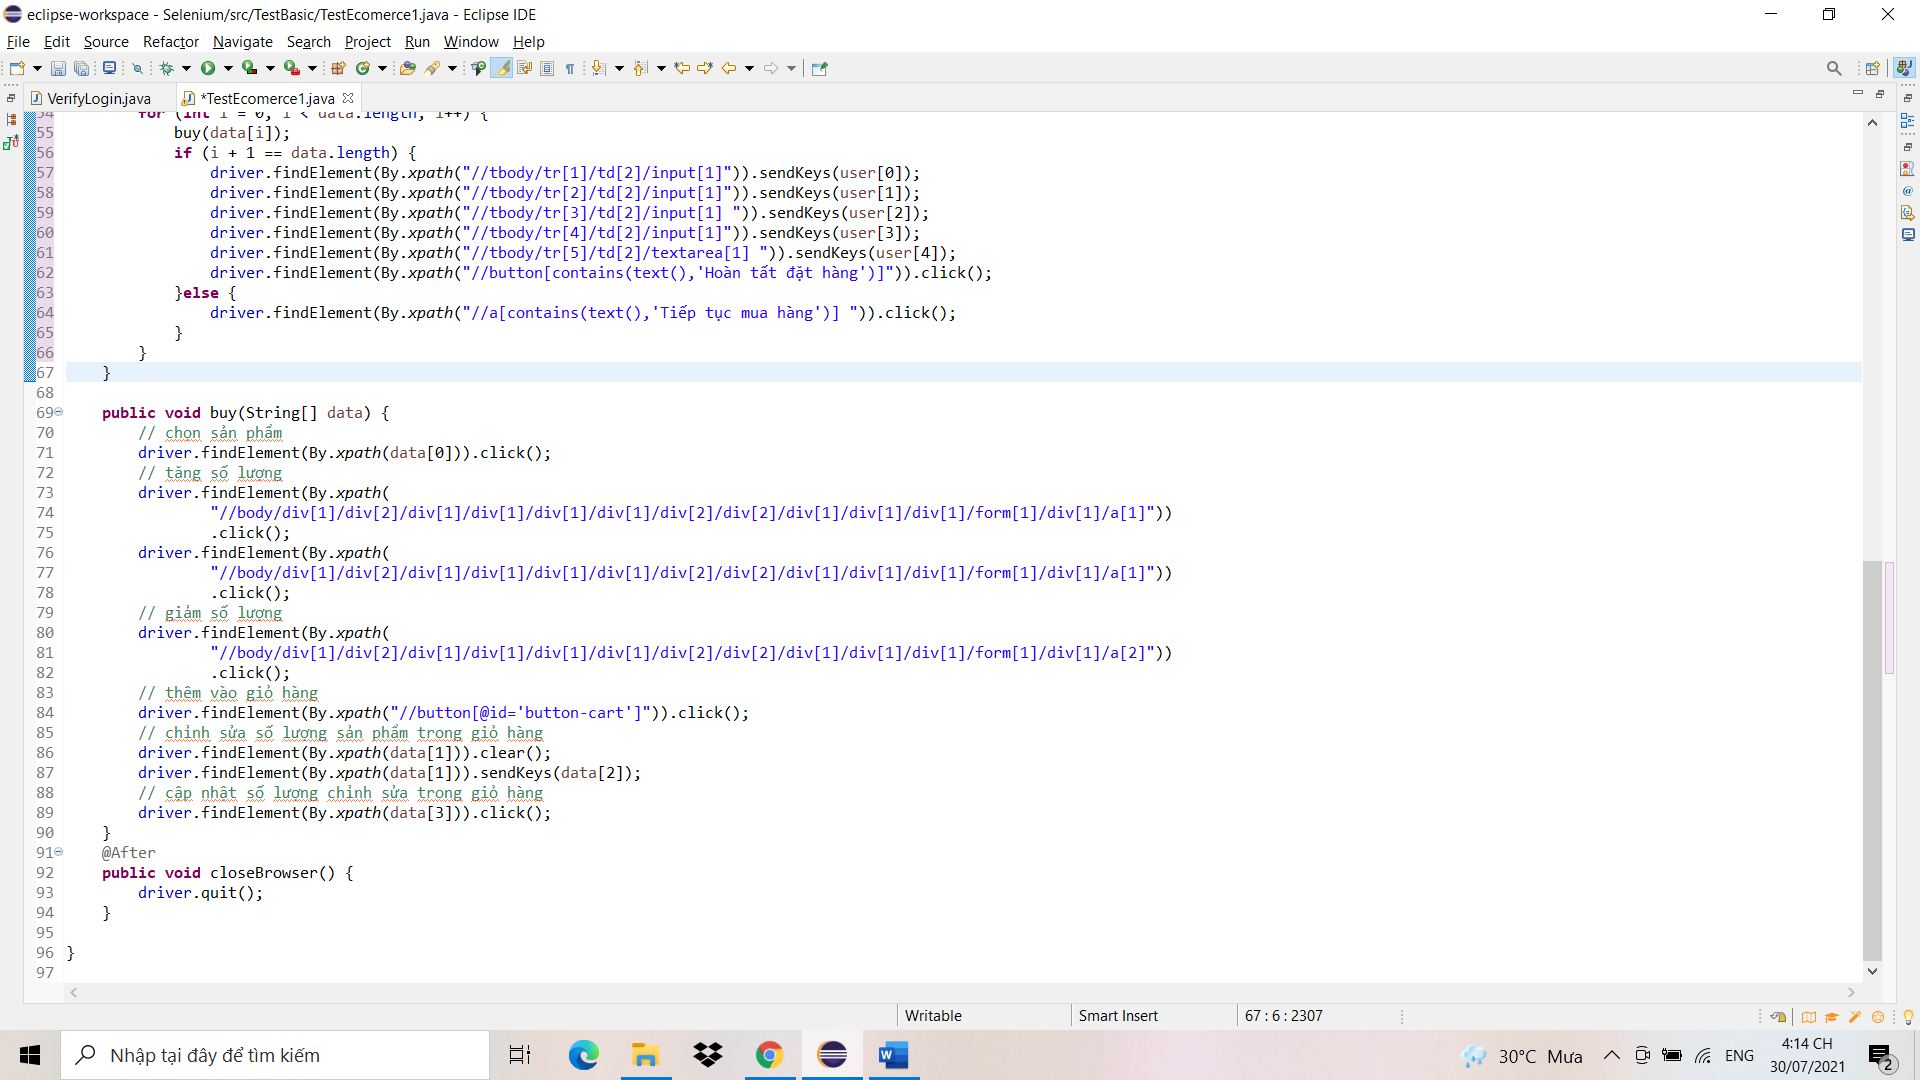 eclipse-workspace - Selenium/src/TestBasic/TestEcomerce1.java - Eclipse IDE
File Edit Source Refactor Navigate Search Project Run Window Help
VerifyLogin.java *TestEcomerce1.java
54 for (int i = 0; i < data.length; i++) {
55 buy(data[i]);
56 if (i + 1 == data.length) {
57 driver.findElement(By.xpath("//tbody/tr[1]/td[2]/input[1]")).sendKeys(user[0]);
58 driver.findElement(By.xpath("//tbody/tr[2]/td[2]/input[1]")).sendKeys(user[1]);
59 driver.findElement(By.xpath("//tbody/tr[3]/td[2]/input[1] ")).sendKeys(user[2]);
60 driver.findElement(By.xpath("//tbody/tr[4]/td[2]/input[1]")).sendKeys(user[3]);
61 driver.findElement(By.xpath("//tbody/tr[5]/td[2]/textarea[1] ")).sendKeys(user[4]);
62 driver.findElement(By.xpath("//button[contains(text(),'Hoàn tất đặt hàng')]")).click();
63 }else {
64 driver.findElement(By.xpath("//a[contains(text(),'Tiếp tục mua hàng')] ")).click();
65 }
66 }
67 }
68
69 public void buy(String[] data) {
70 // chọn sản phẩm
71 driver.findElement(By.xpath(data[0])).click();
72 // tăng số lượng
73 driver.findElement(By.xpath(
74 "//body/div[1]/div[2]/div[1]/div[1]/div[1]/div[1]/div[2]/div[2]/div[1]/div[1]/div[1]/form[1]/div[1]/a[1]"))
75 .click();
76 driver.findElement(By.xpath(
77 "//body/div[1]/div[2]/div[1]/div[1]/div[1]/div[1]/div[2]/div[2]/div[1]/div[1]/div[1]/form[1]/div[1]/a[1]"))
78 .click();
79 // giảm số lượng
80 driver.findElement(By.xpath(
81 "//body/div[1]/div[2]/div[1]/div[1]/div[1]/div[1]/div[2]/div[2]/div[1]/div[1]/div[1]/form[1]/div[1]/a[2]"))
82 .click();
83 // thêm vào giỏ hàng
84 driver.findElement(By.xpath("//button[@id='button-cart']")).click();
85 // chỉnh sửa số lượng sản phẩm trong giỏ hàng
86 driver.findElement(By.xpath(data[1])).clear();
87 driver.findElement(By.xpath(data[1])).sendKeys(data[2]);
88 // cập nhật số lượng chỉnh sửa trong giỏ hàng
89 driver.findElement(By.xpath(data[3])).click();
90 }
91 @After
92 public void closeBrowser() {
93 driver.quit();
94 }
95
96 }
97
Writable Smart Insert 67 : 6 : 2307
Nhập tại đây để tìm kiếm 30°C Mưa ENG 4:14 CH
30/07/2021 2